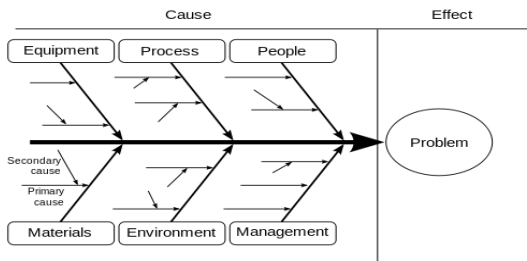 Cause
Effect
Equipment
Process
People
Problem
Secondary
cause
Primary
cause
Materials
Environment
Management